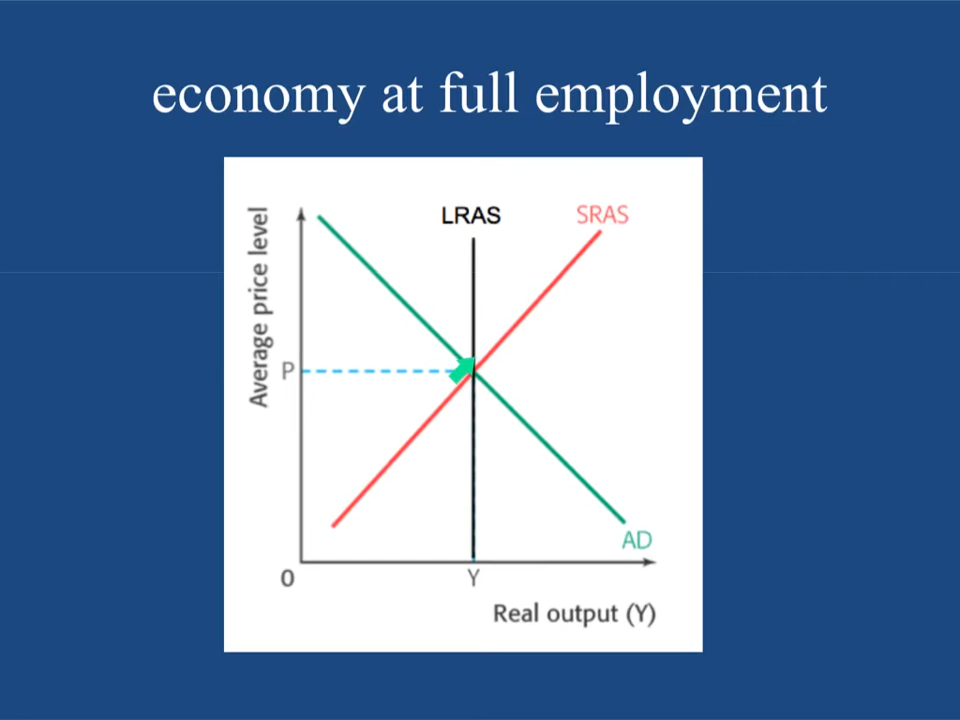 economy at full employment
LRAS
SRAS
Average price level
P
AD
0
Y
Real output (Y)